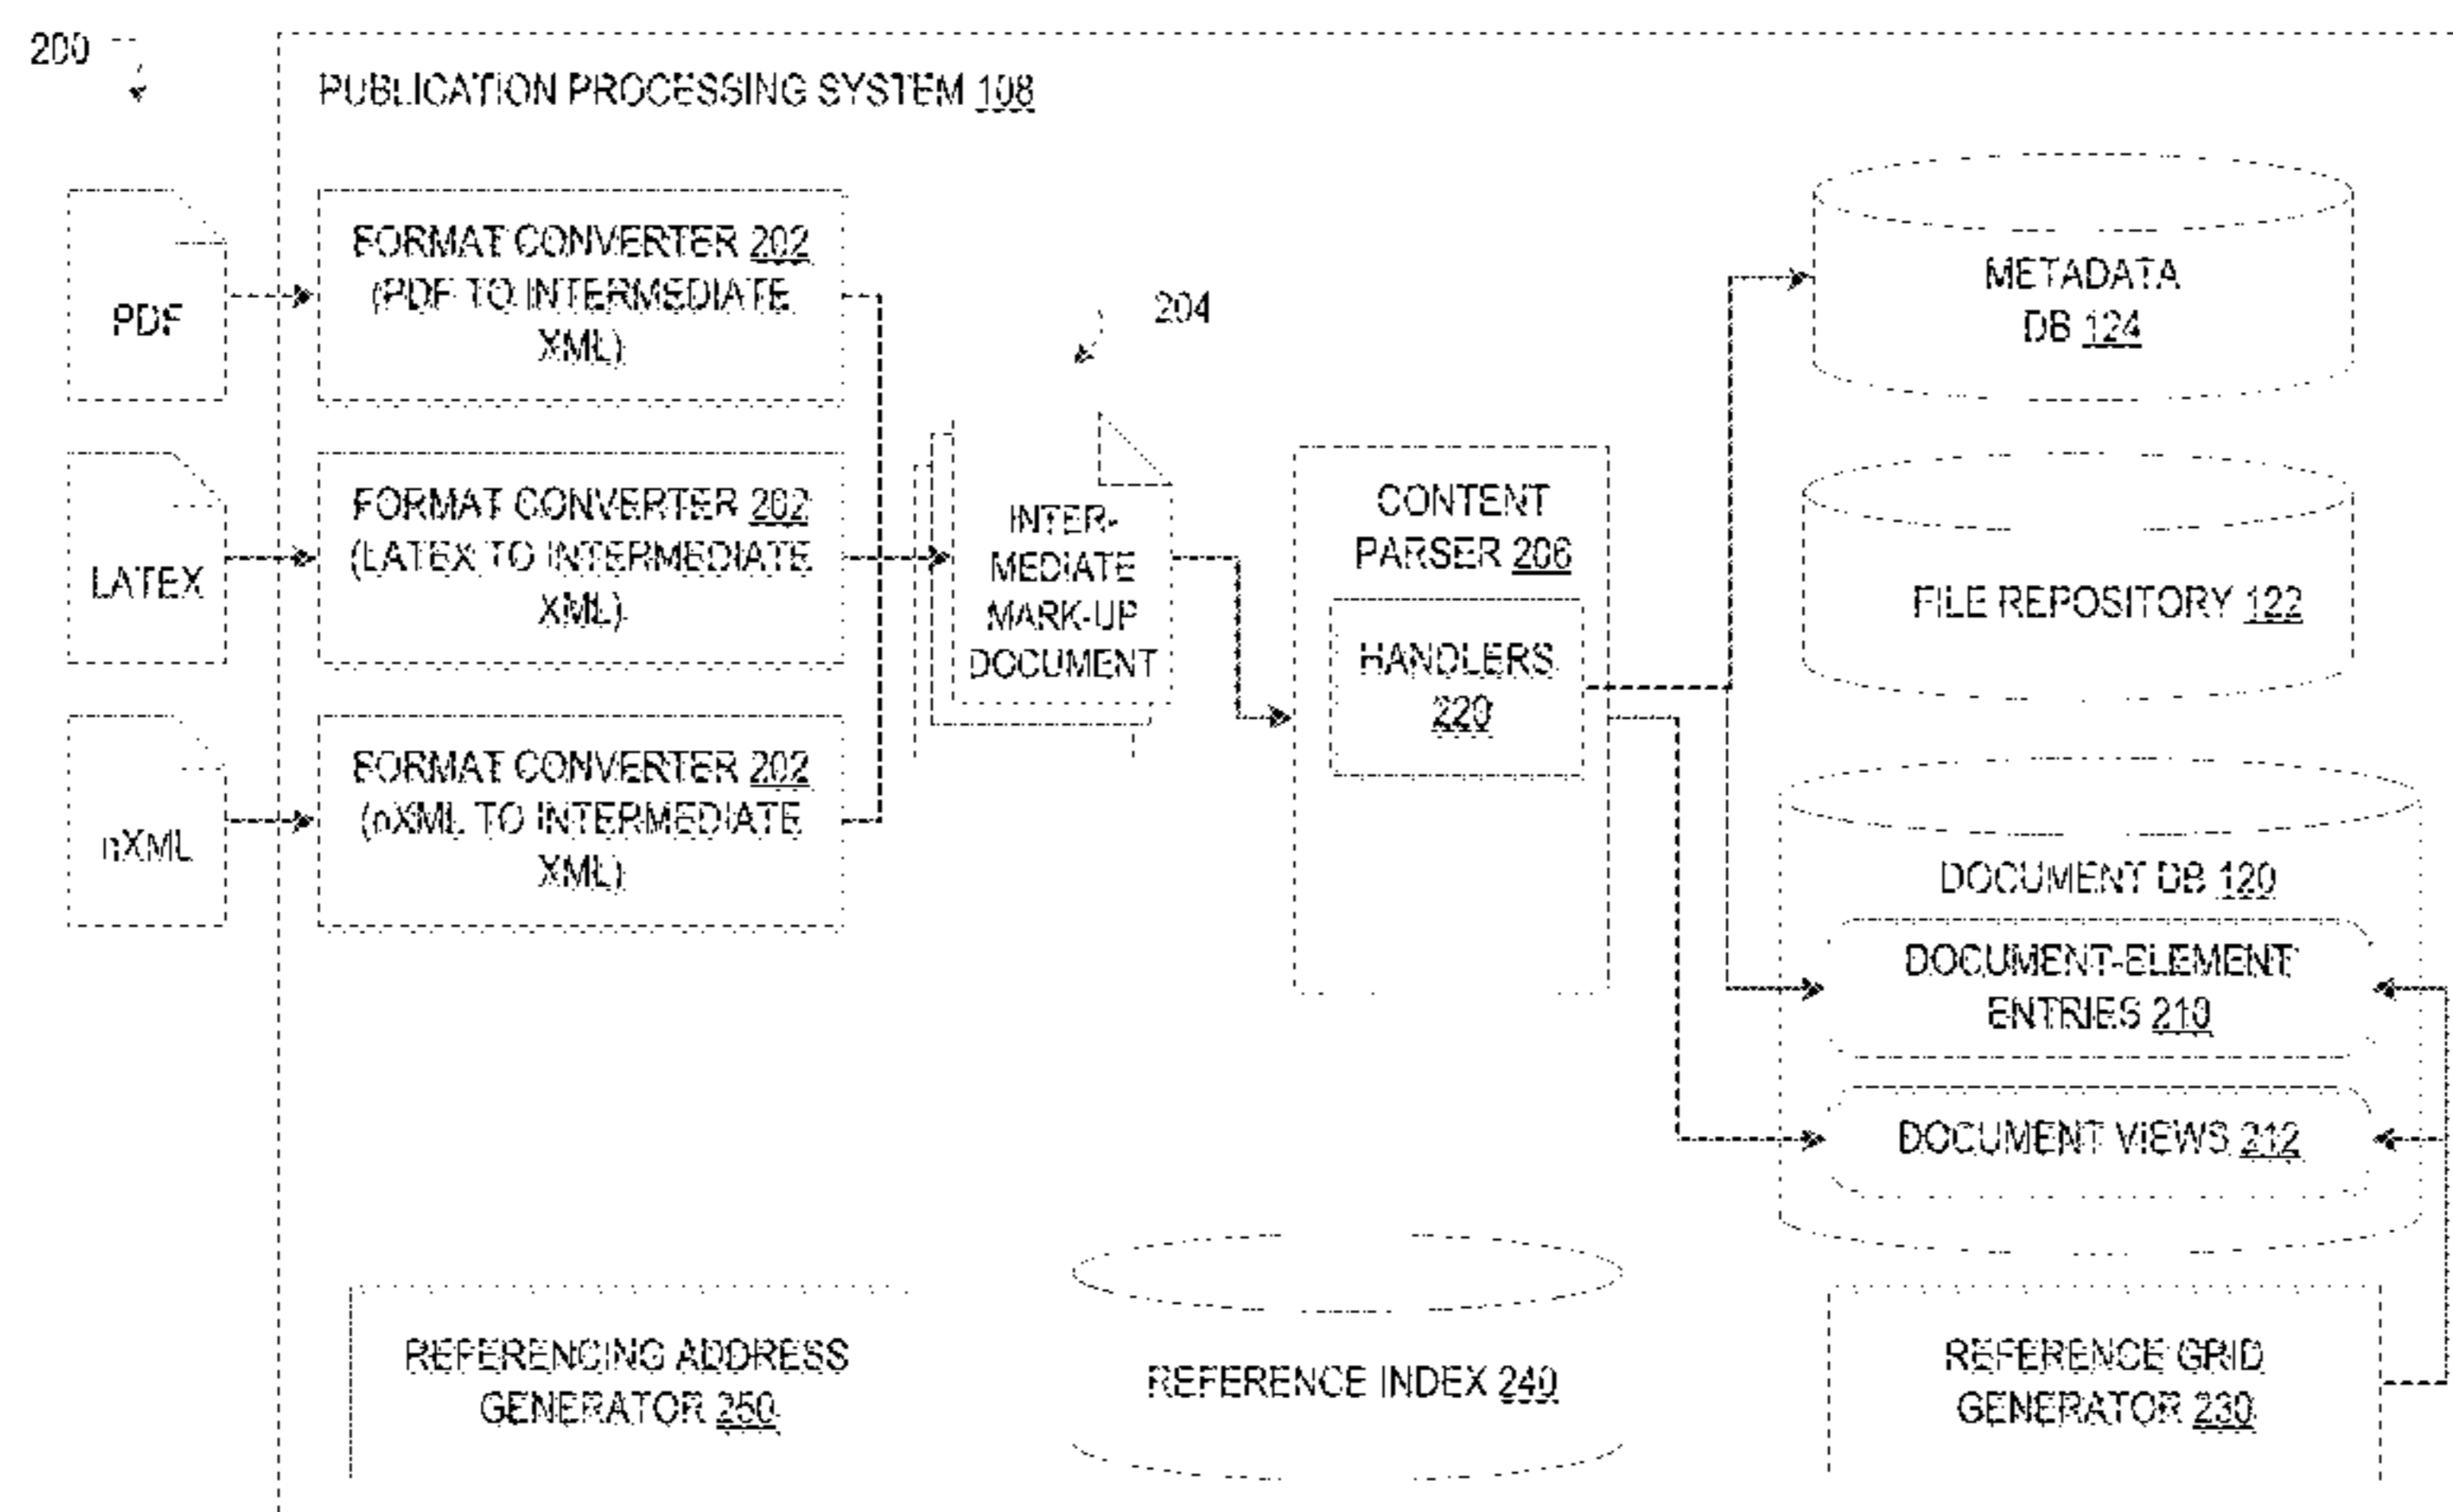 200
PUBLICATION PROCESSING SYSTEM 108
PDF
FORMAT CONVERTER 202
(PDF TO INTERMEDIATE
XML)
LATEX
FORMAT CONVERTER 202
(LATEX TO INTERMEDIATE
XML)
nXML
FORMAT CONVERTER 202
(nXML TO INTERMEDIATE
XML)
204
INTER-
MEDIATE
MARK-UP
DOCUMENT
CONTENT
PARSER 206
HANDLERS
220
METADATA
DB 124
FILE REPOSITORY 122
DOCUMENT DB 120
DOCUMENT-ELEMENT
ENTRIES 210
DOCUMENT VIEWS 212
REFERENCING ADDRESS
GENERATOR 250
REFERENCE INDEX 240
REFERENCE GRID
GENERATOR 230